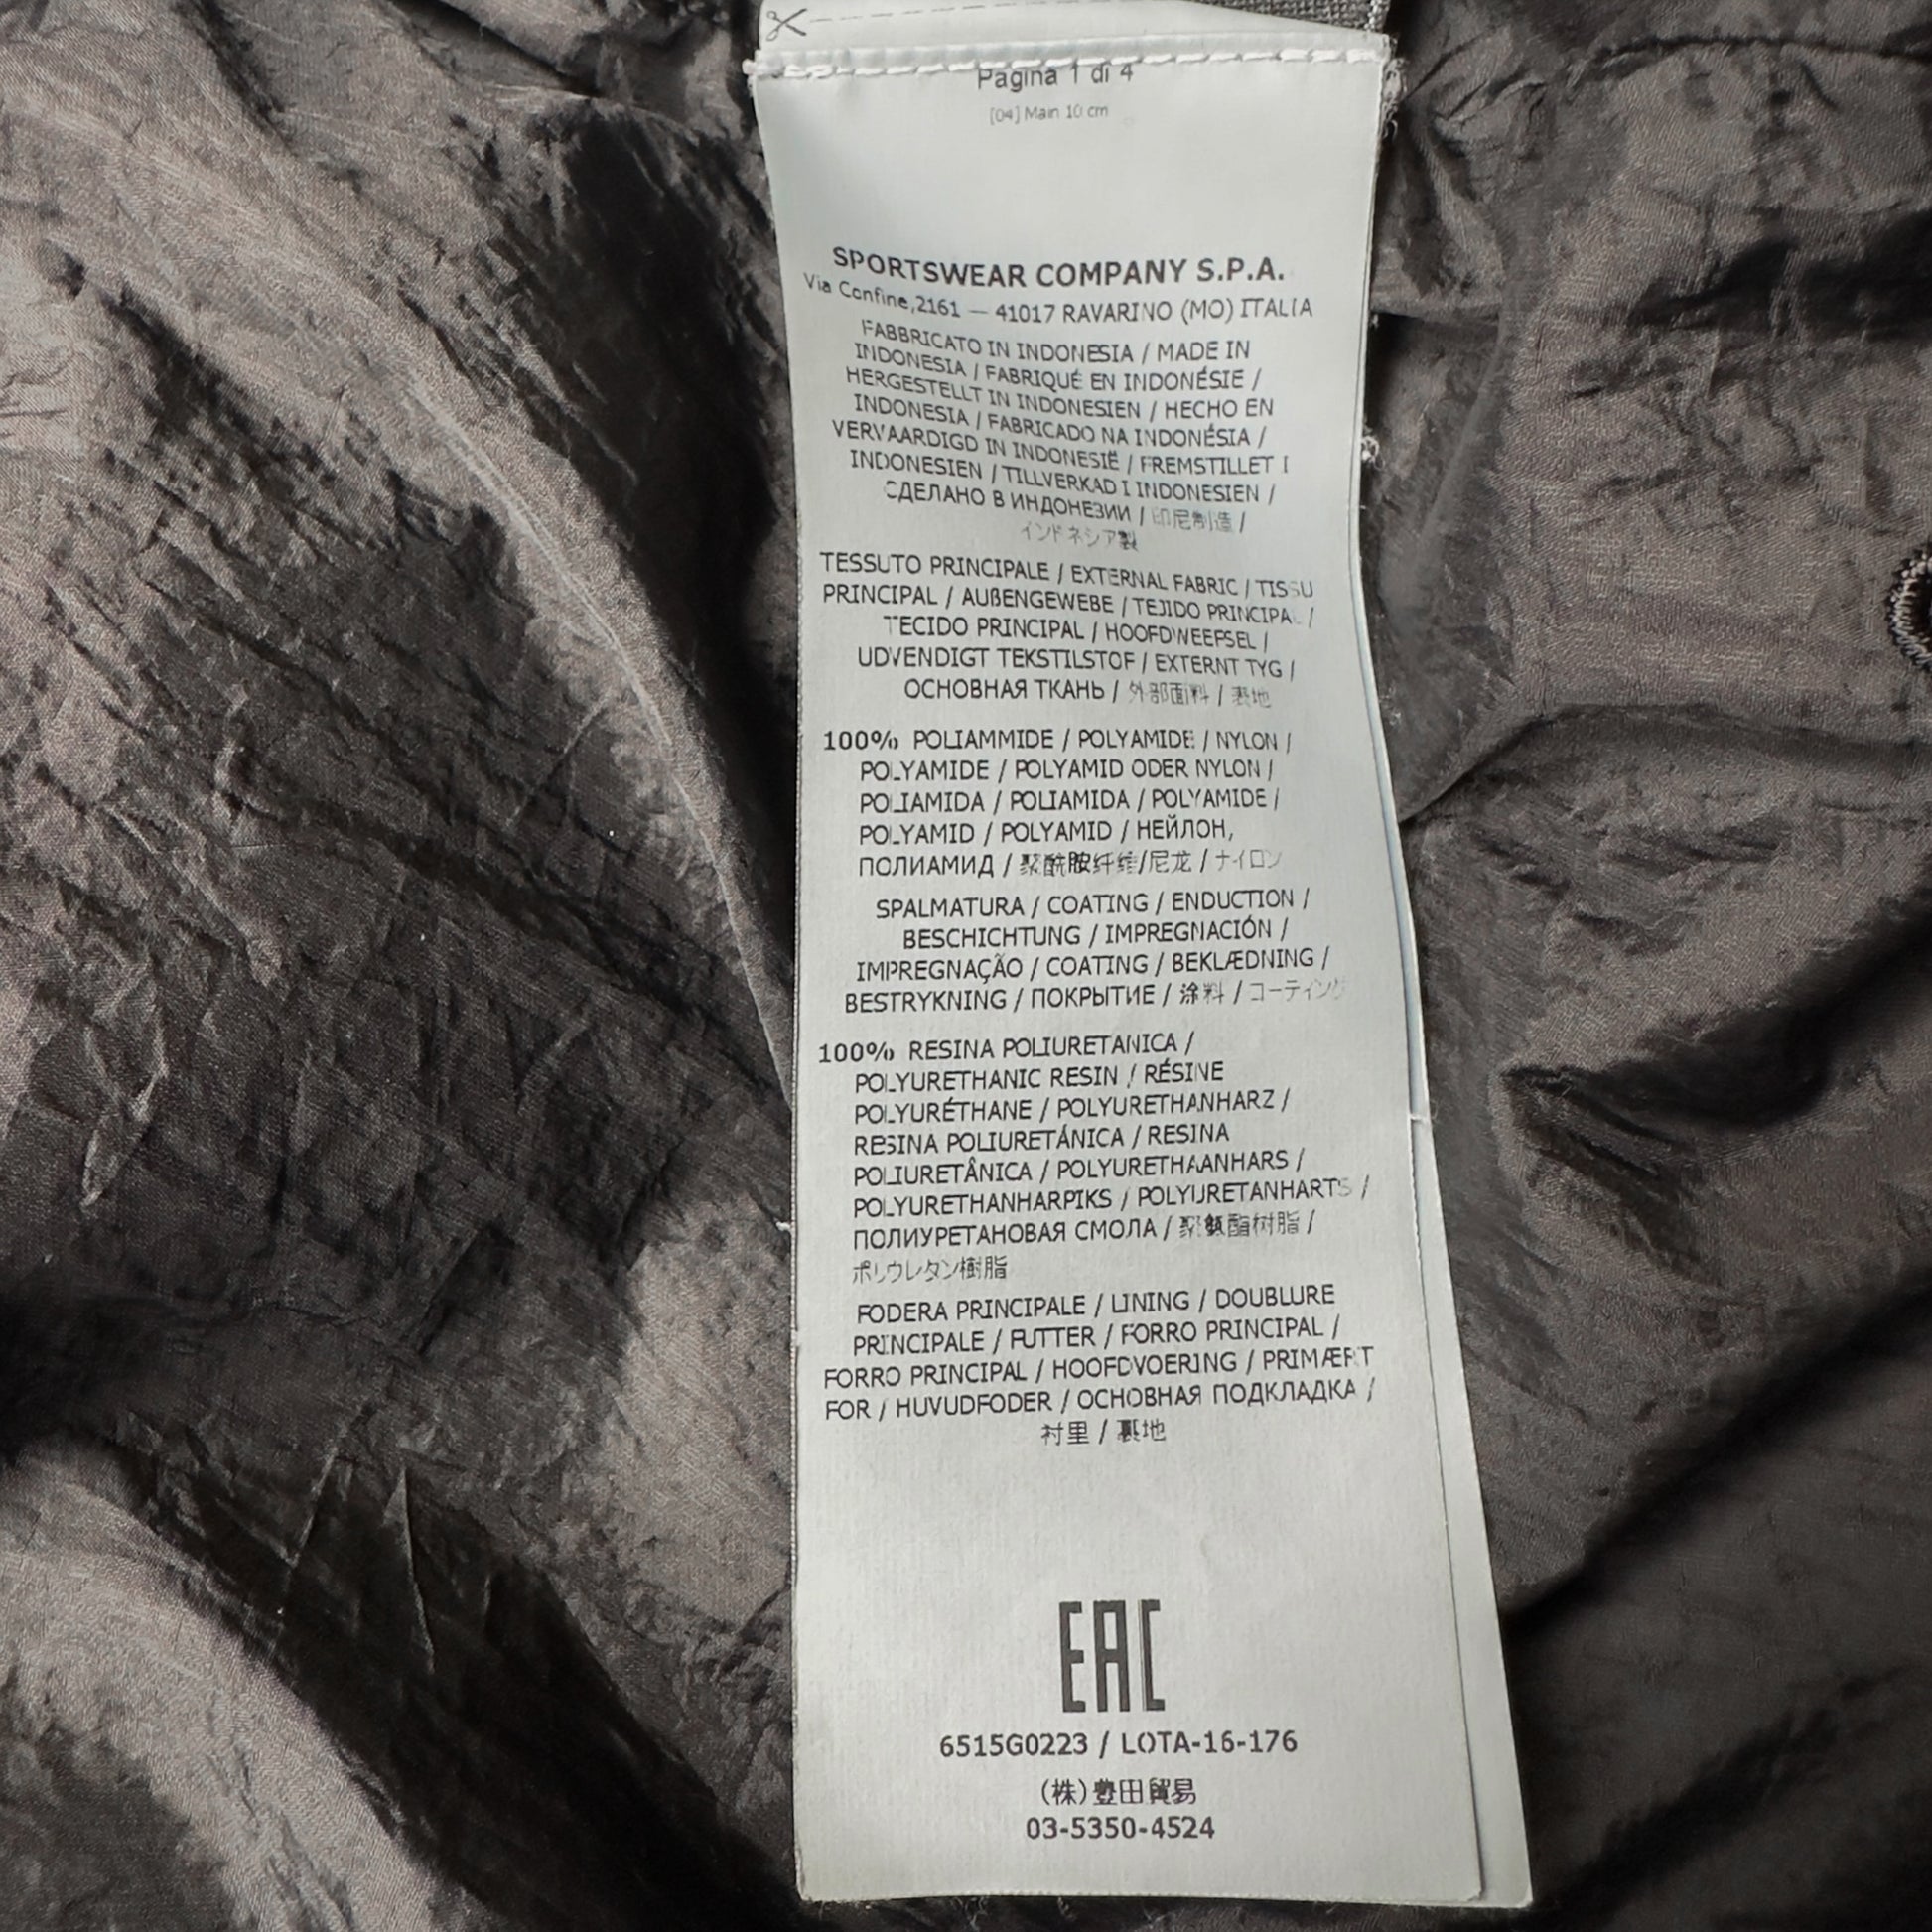 Pagina 1 di 4
[04] Main 10 cm
SPORTSWEAR COMPANY S.P.A.
Via Confine,2161 — 41017 RAVARINO (MO) ITALIA
FABBRICATO IN INDONESIA / MADE IN
INDONESIA / FABRIQUÉ EN INDONÉSIE /
HERGESTELLT IN INDONESIEN / HECHO EN
INDONESIA / FABRICADO NA INDONÉSIA /
VERVAARDIGD IN INDONESIË / FREMSTILLET I
INDONESIEN / TILLVERKAD I INDONESIEN /
СДЕЛАНО В ИНДОНЕЗИИ / 印尼制造 /
インドネシア製
TESSUTO PRINCIPALE / EXTERNAL FABRIC / TISSU
PRINCIPAL / AUßENGEWEBE / TEJIDO PRINCIPAL /
TECIDO PRINCIPAL / HOOFDWEEFSEL /
UDVENDIGT TEKSTILSTOF / EXTERNT TYG /
ОСНОВНАЯ ТКАНЬ / 外部面料 / 表地
100% POLIAMMIDE / POLYAMIDE / NYLON /
POLYAMIDE / POLYAMID ODER NYLON /
POLIAMIDA / POLIAMIDA / POLYAMIDE /
POLYAMID / POLYAMID / НЕЙЛОН,
ПОЛИАМИД / 聚酰胺纤维/尼龙 / ナイロン
SPALMATURA / COATING / ENDUCTION /
BESCHICHTUNG / IMPREGNACIÓN /
IMPREGNAÇÃO / COATING / BEKLÆDNING /
BESTRYKNING / ПОКРЫТИЕ / 涂料 / コーティング
100% RESINA POLIURETANICA /
POLYURETHANIC RESIN / RÉSINE
POLYURÉTHANE / POLYURETHANHARZ /
RESINA POLIURETÁNICA / RESINA
POLIURETÂNICA / POLYURETHAANHARS /
POLYURETHANHARPIKS / POLYURETANHARTS /
ПОЛИУРЕТАНОВАЯ СМОЛА / 聚氨酯树脂 /
ポリウレタン樹脂
FODERA PRINCIPALE / LINING / DOUBLURE
PRINCIPALE / FUTTER / FORRO PRINCIPAL /
FORRO PRINCIPAL / HOOFDVOERING / PRIMÆRT
FOR / HUVUDFODER / ОСНОВНАЯ ПОДКЛАДКА /
衬里 / 裏地
EAC
6515G0223 / LOTA-16-176
(株)豊田貿易
03-5350-4524